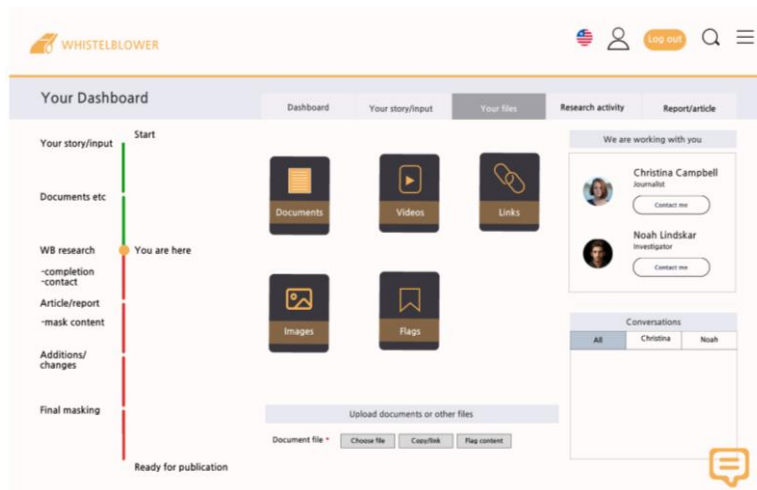 WHISTELBLOWER
Log out
Your Dashboard
Dashboard
Your story/input
Your files
Research activity
Report/article
Your story/input
Start
Documents etc
WB research
You are here
-completion
-contact
Article/report
-mask content
Additions/
changes
Final masking
Ready for publication
Documents
Videos
Links
Images
Flags
Upload documents or other files
Document file *
Choose file
Copy/link
Flag content
We are working with you
Christina Campbell
Journalist
Contact me
Noah Lindskar
Investigator
Contact me
Conversations
All
Christina
Noah